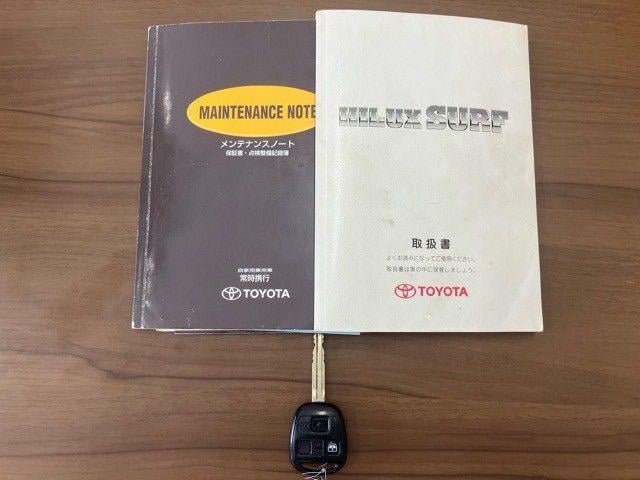 MAINTENANCE NOTE
メンテナンスノート
保証書・点検整備記録簿
自家用乗用車
常時携行
TOYOTA
HILUX SURF
取扱書
よくお読みになってご使用ください。
取扱書は車の中に保管しましょう。
TOYOTA